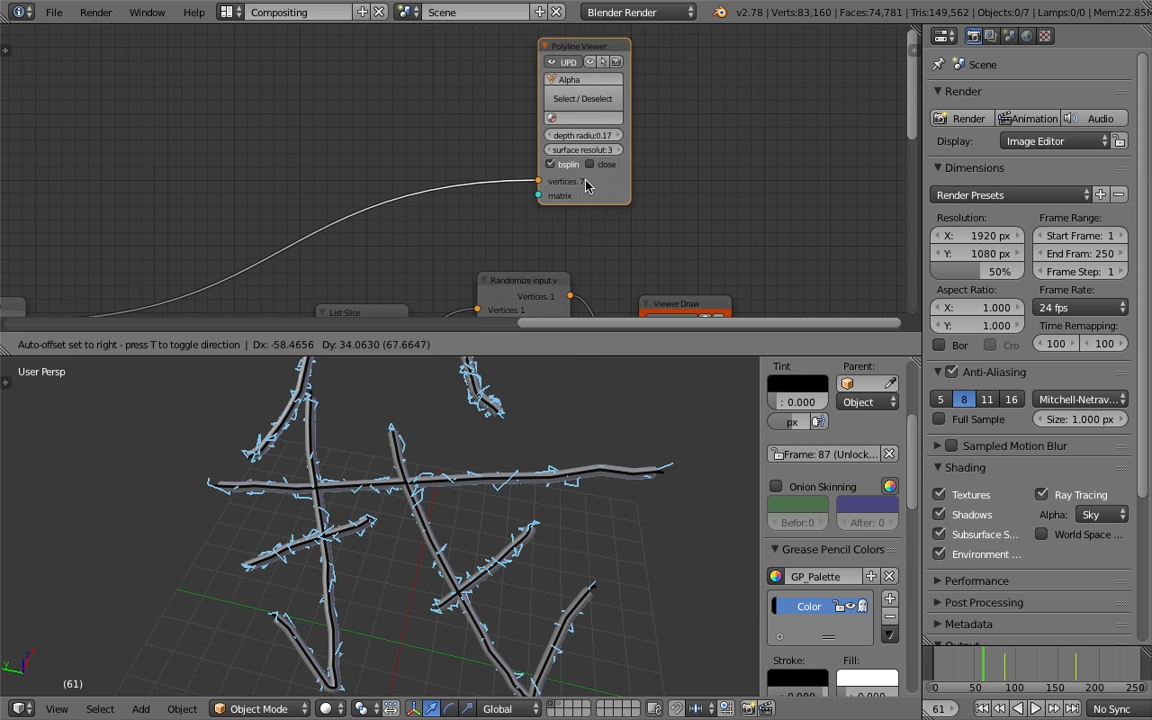 File Render Window Help Compositing Scene Blender Render v2.78 | Verts:83,160 | Faces:74,781 | Tris:149,562 | Objects:0/7 | Lamps:0/0 | Mem:22.85M
Polyline Viewer
UPD
Alpha
Select / Deselect
depth radiu:0.17
surface resolut:3
bsplin close
vertices.
matrix
Randomize input v
Vertices. 1
Vertices. 1
List Slice
Viewer Draw
Auto-offset set to right - press T to toggle direction | Dx: -58.4656 Dy: 34.0630 (67.6647)
User Persp
(61)
View Select Add Object Object Mode Global
Tint Parent:
: 0.000 Object
px
Frame: 87 (Unlock...
Onion Skinning
Befor:0 After: 0
Grease Pencil Colors
GP_Palette
Color
Stroke: Fill:
Scene
Render
Render Animation Audio
Display: Image Editor
Dimensions
Render Presets
Resolution: Frame Range:
X: 1920 px Start Frame: 1
Y: 1080 px End Fram: 250
50% Frame Step: 1
Aspect Ratio: Frame Rate:
X: 1.000 24 fps
Y: 1.000 Time Remapping:
Bor Cro 100 100
Anti-Aliasing
5 8 11 16 Mitchell-Netrav...
Full Sample Size: 1.000 px
Sampled Motion Blur
Shading
Textures Ray Tracing
Shadows Alpha: Sky
Subsurface S... World Space ...
Environment ...
Performance
Post Processing
Metadata
0 50 100 150 200 250
61 No Sync